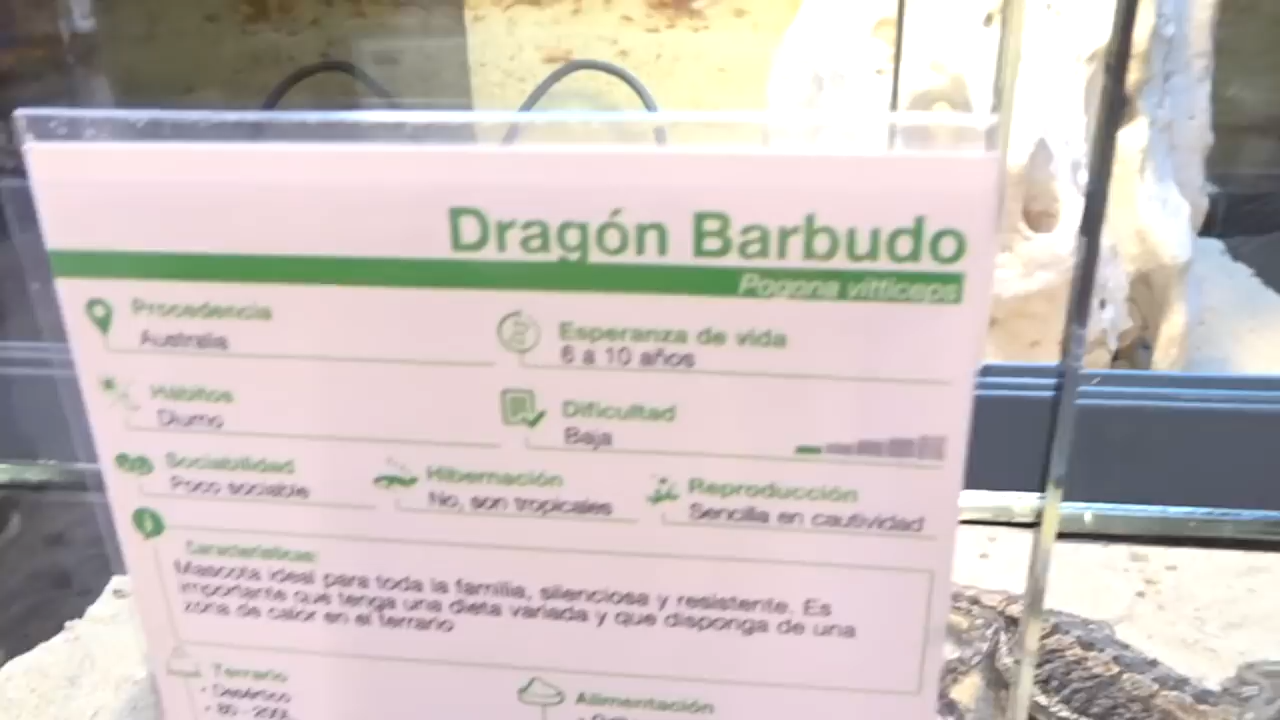 Dragón Barbudo
Pogona vitticeps
Procedencia
Australia
Esperanza de vida
6 a 10 años
Hábitos
Diurno
Dificultad
Baja
Sociabilidad
Poco sociable
Hibernación
No, son tropicales
Reproducción
Sencilla en cautividad
Características
Mascota ideal para toda la familia, silenciosa y resistente. Es
importante que tenga una dieta variada y que disponga de una
zona de calor en el terrario
Terrario
• Desértico
Alimentación